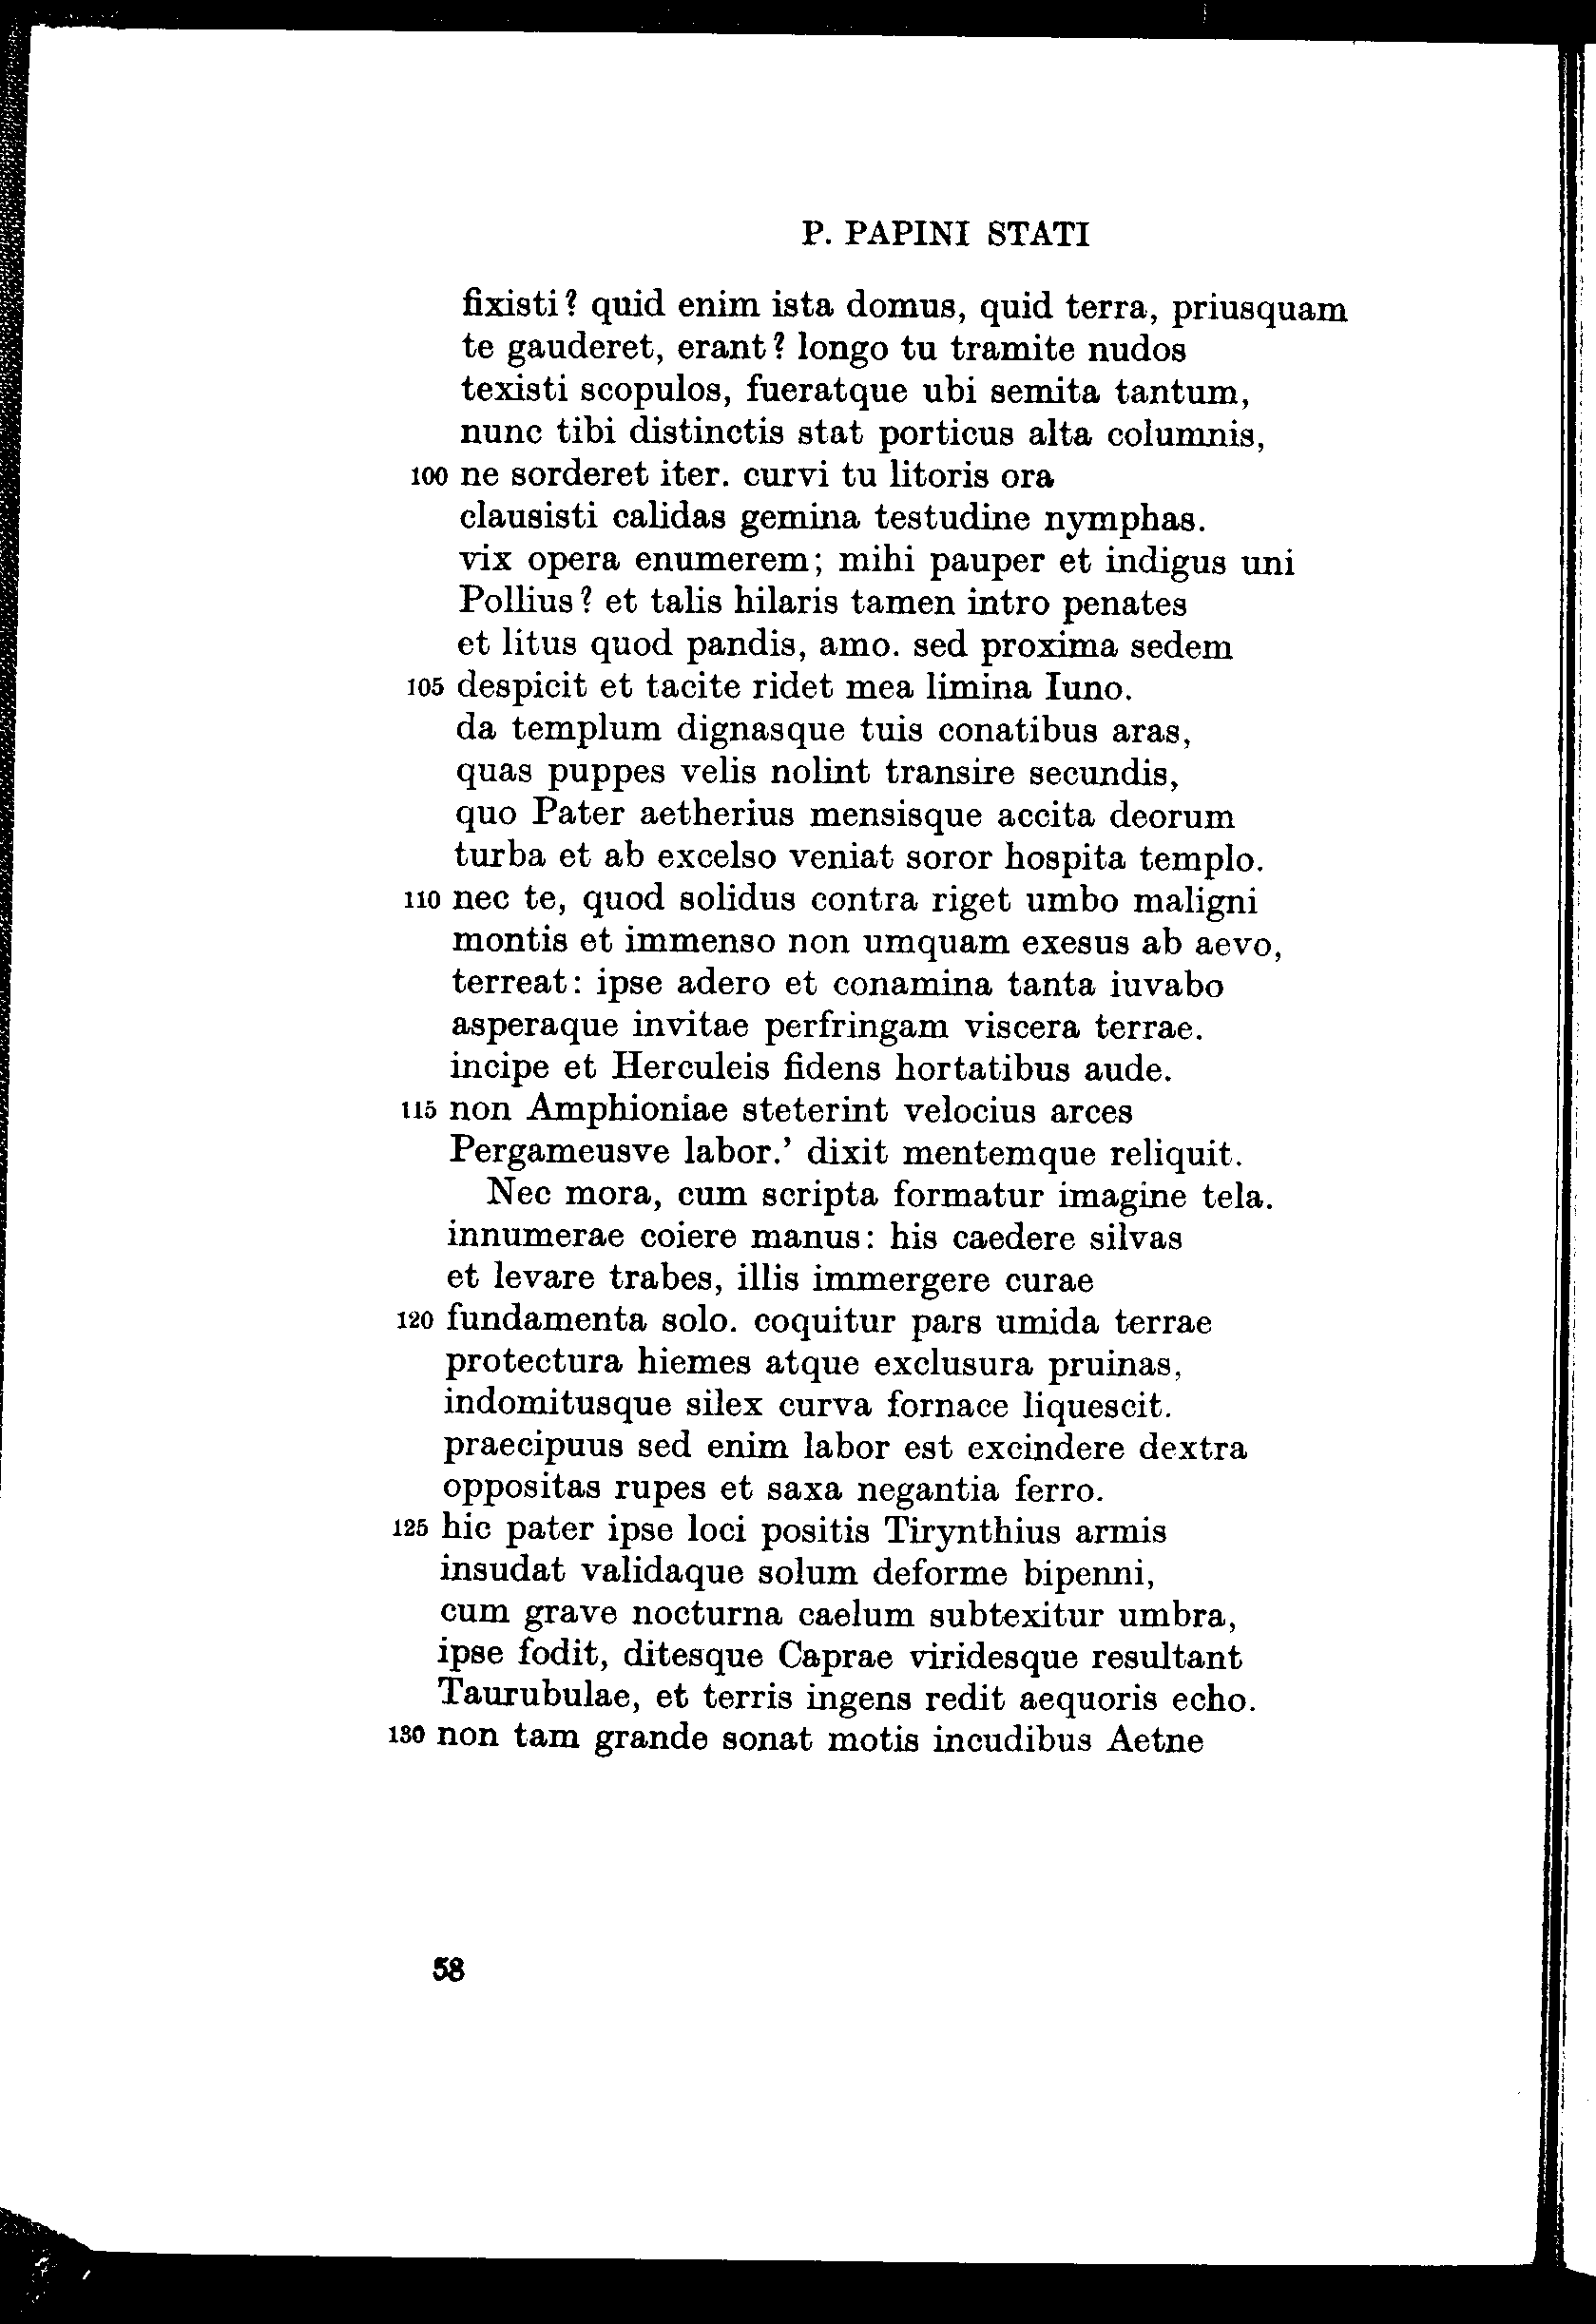 P. PAPINI STATI
fixisti? quid enim ista domus, quid terra, priusquam
te gauderet, erant? longo tu tramite nudos
texisti scopulos, fueratque ubi semita tantum,
nunc tibi distinctis stat porticus alta columnis,
100 ne sorderet iter. curvi tu litoris ora
clausisti calidas gemina testudine nymphas.
vix opera enumerem; mihi pauper et indigus uni
Pollius? et talis hilaris tamen intro penates
et litus quod pandis, amo. sed proxima sedem
105 despicit et tacite ridet mea limina Iuno.
da templum dignasque tuis conatibus aras,
quas puppes velis nolint transire secundis,
quo Pater aetherius mensisque accita deorum
turba et ab excelso veniat soror hospita templo.
110 nec te, quod solidus contra riget umbo maligni
montis et immenso non umquam exesus ab aevo,
terreat: ipse adero et conamina tanta iuvabo
asperaque invitae perfringam viscera terrae.
incipe et Herculeis fidens hortatibus aude.
115 non Amphioniae steterint velocius arces
Pergameusve labor.’ dixit mentemque reliquit.
Nec mora, cum scripta formatur imagine tela.
innumerae coiere manus: his caedere silvas
et levare trabes, illis immergere curae
120 fundamenta solo. coquitur pars umida terrae
protectura hiemes atque exclusura pruinas,
indomitusque silex curva fornace liquescit.
praecipuus sed enim labor est excindere dextra
oppositas rupes et saxa negantia ferro.
125 hic pater ipse loci positis Tirynthius armis
insudat validaque solum deforme bipenni,
cum grave nocturna caelum subtexitur umbra,
ipse fodit, ditesque Caprae viridesque resultant
Taurubulae, et terris ingens redit aequoris echo.
130 non tam grande sonat motis incudibus Aetne
58